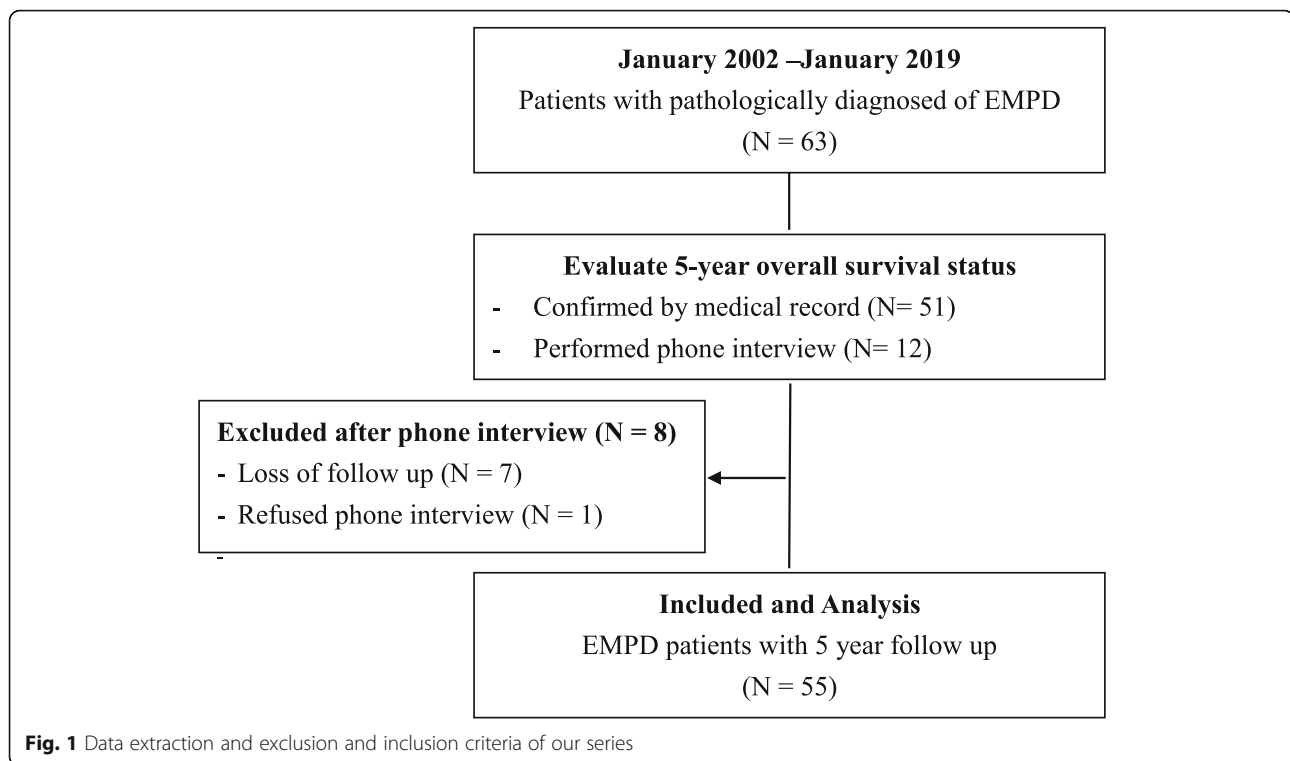 January 2002 –January 2019
Patients with pathologically diagnosed of EMPD
(N = 63)
Evaluate 5-year overall survival status
- Confirmed by medical record (N= 51)
- Performed phone interview (N= 12)
Excluded after phone interview (N = 8)
- Loss of follow up (N = 7)
- Refused phone interview (N = 1)
-
Included and Analysis
EMPD patients with 5 year follow up
(N = 55)
Fig. 1 Data extraction and exclusion and inclusion criteria of our series